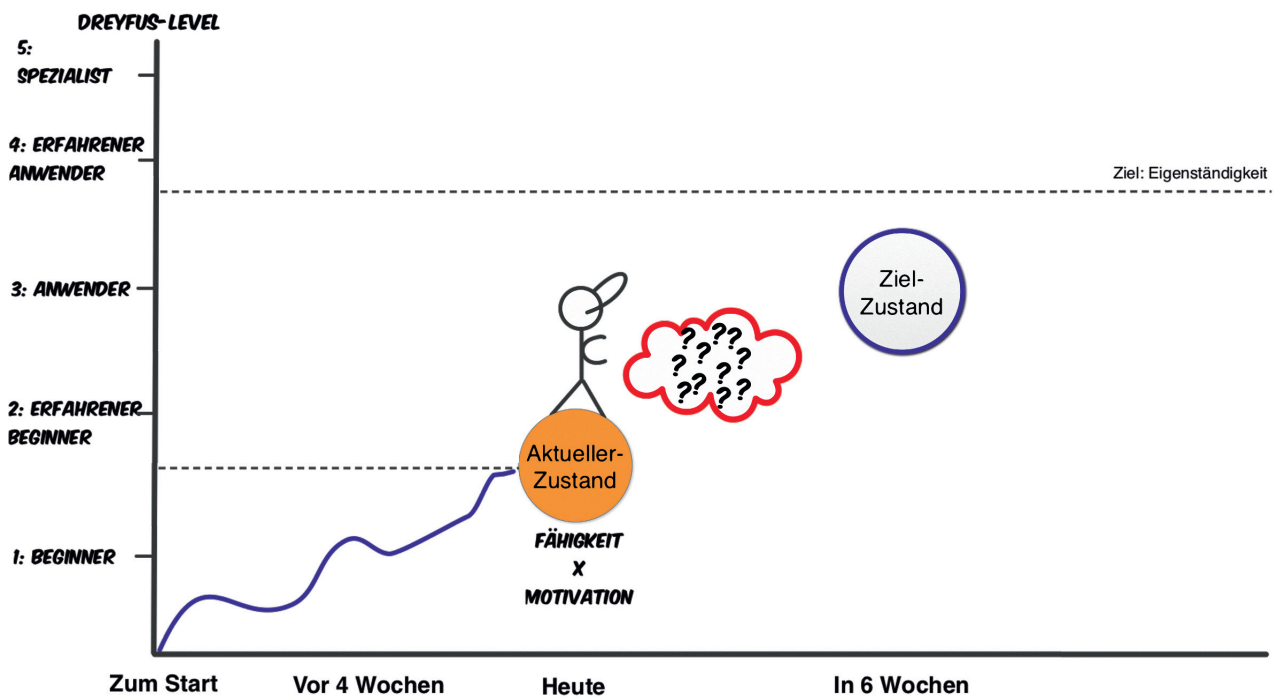 DREYFUS-LEVEL
5:
SPEZIALIST
4: ERFAHRENER
ANWENDER
Ziel: Eigenständigkeit
3: ANWENDER
Ziel-
Zustand
? ? ? ? ? ? ? ? ? ? ?
2: ERFAHRENER
BEGINNER
Aktueller-
Zustand
1: BEGINNER
FÄHIGKEIT
X
MOTIVATION
Zum Start
Vor 4 Wochen
Heute
In 6 Wochen